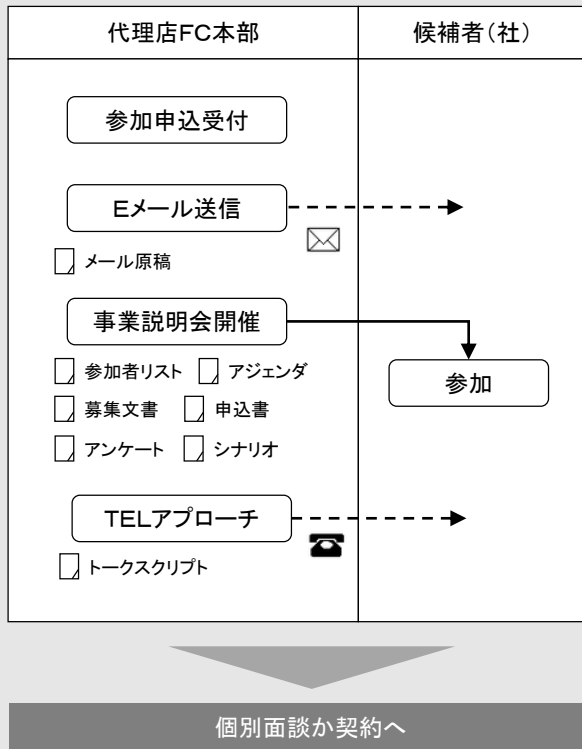 代理店FC本部
候補者(社)
参加申込受付
Eメール送信
メール原稿
事業説明会開催
参加者リスト アジェンダ
参加
募集文書 申込書
アンケート シナリオ
TELアプローチ
トークスクリプト
個別面談か契約へ